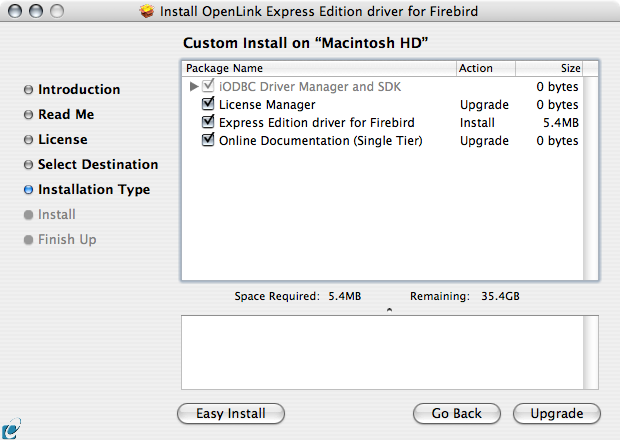 Install OpenLink Express Edition driver for Firebird
Custom Install on “Macintosh HD”
Introduction
Read Me
License
Select Destination
Installation Type
Install
Finish Up
Package Name Action Size
iODBC Driver Manager and SDK 0 bytes
License Manager Upgrade 0 bytes
Express Edition driver for Firebird Install 5.4MB
Online Documentation (Single Tier) Upgrade 0 bytes
Space Required: 5.4MB Remaining: 35.4GB
Easy Install Go Back Upgrade